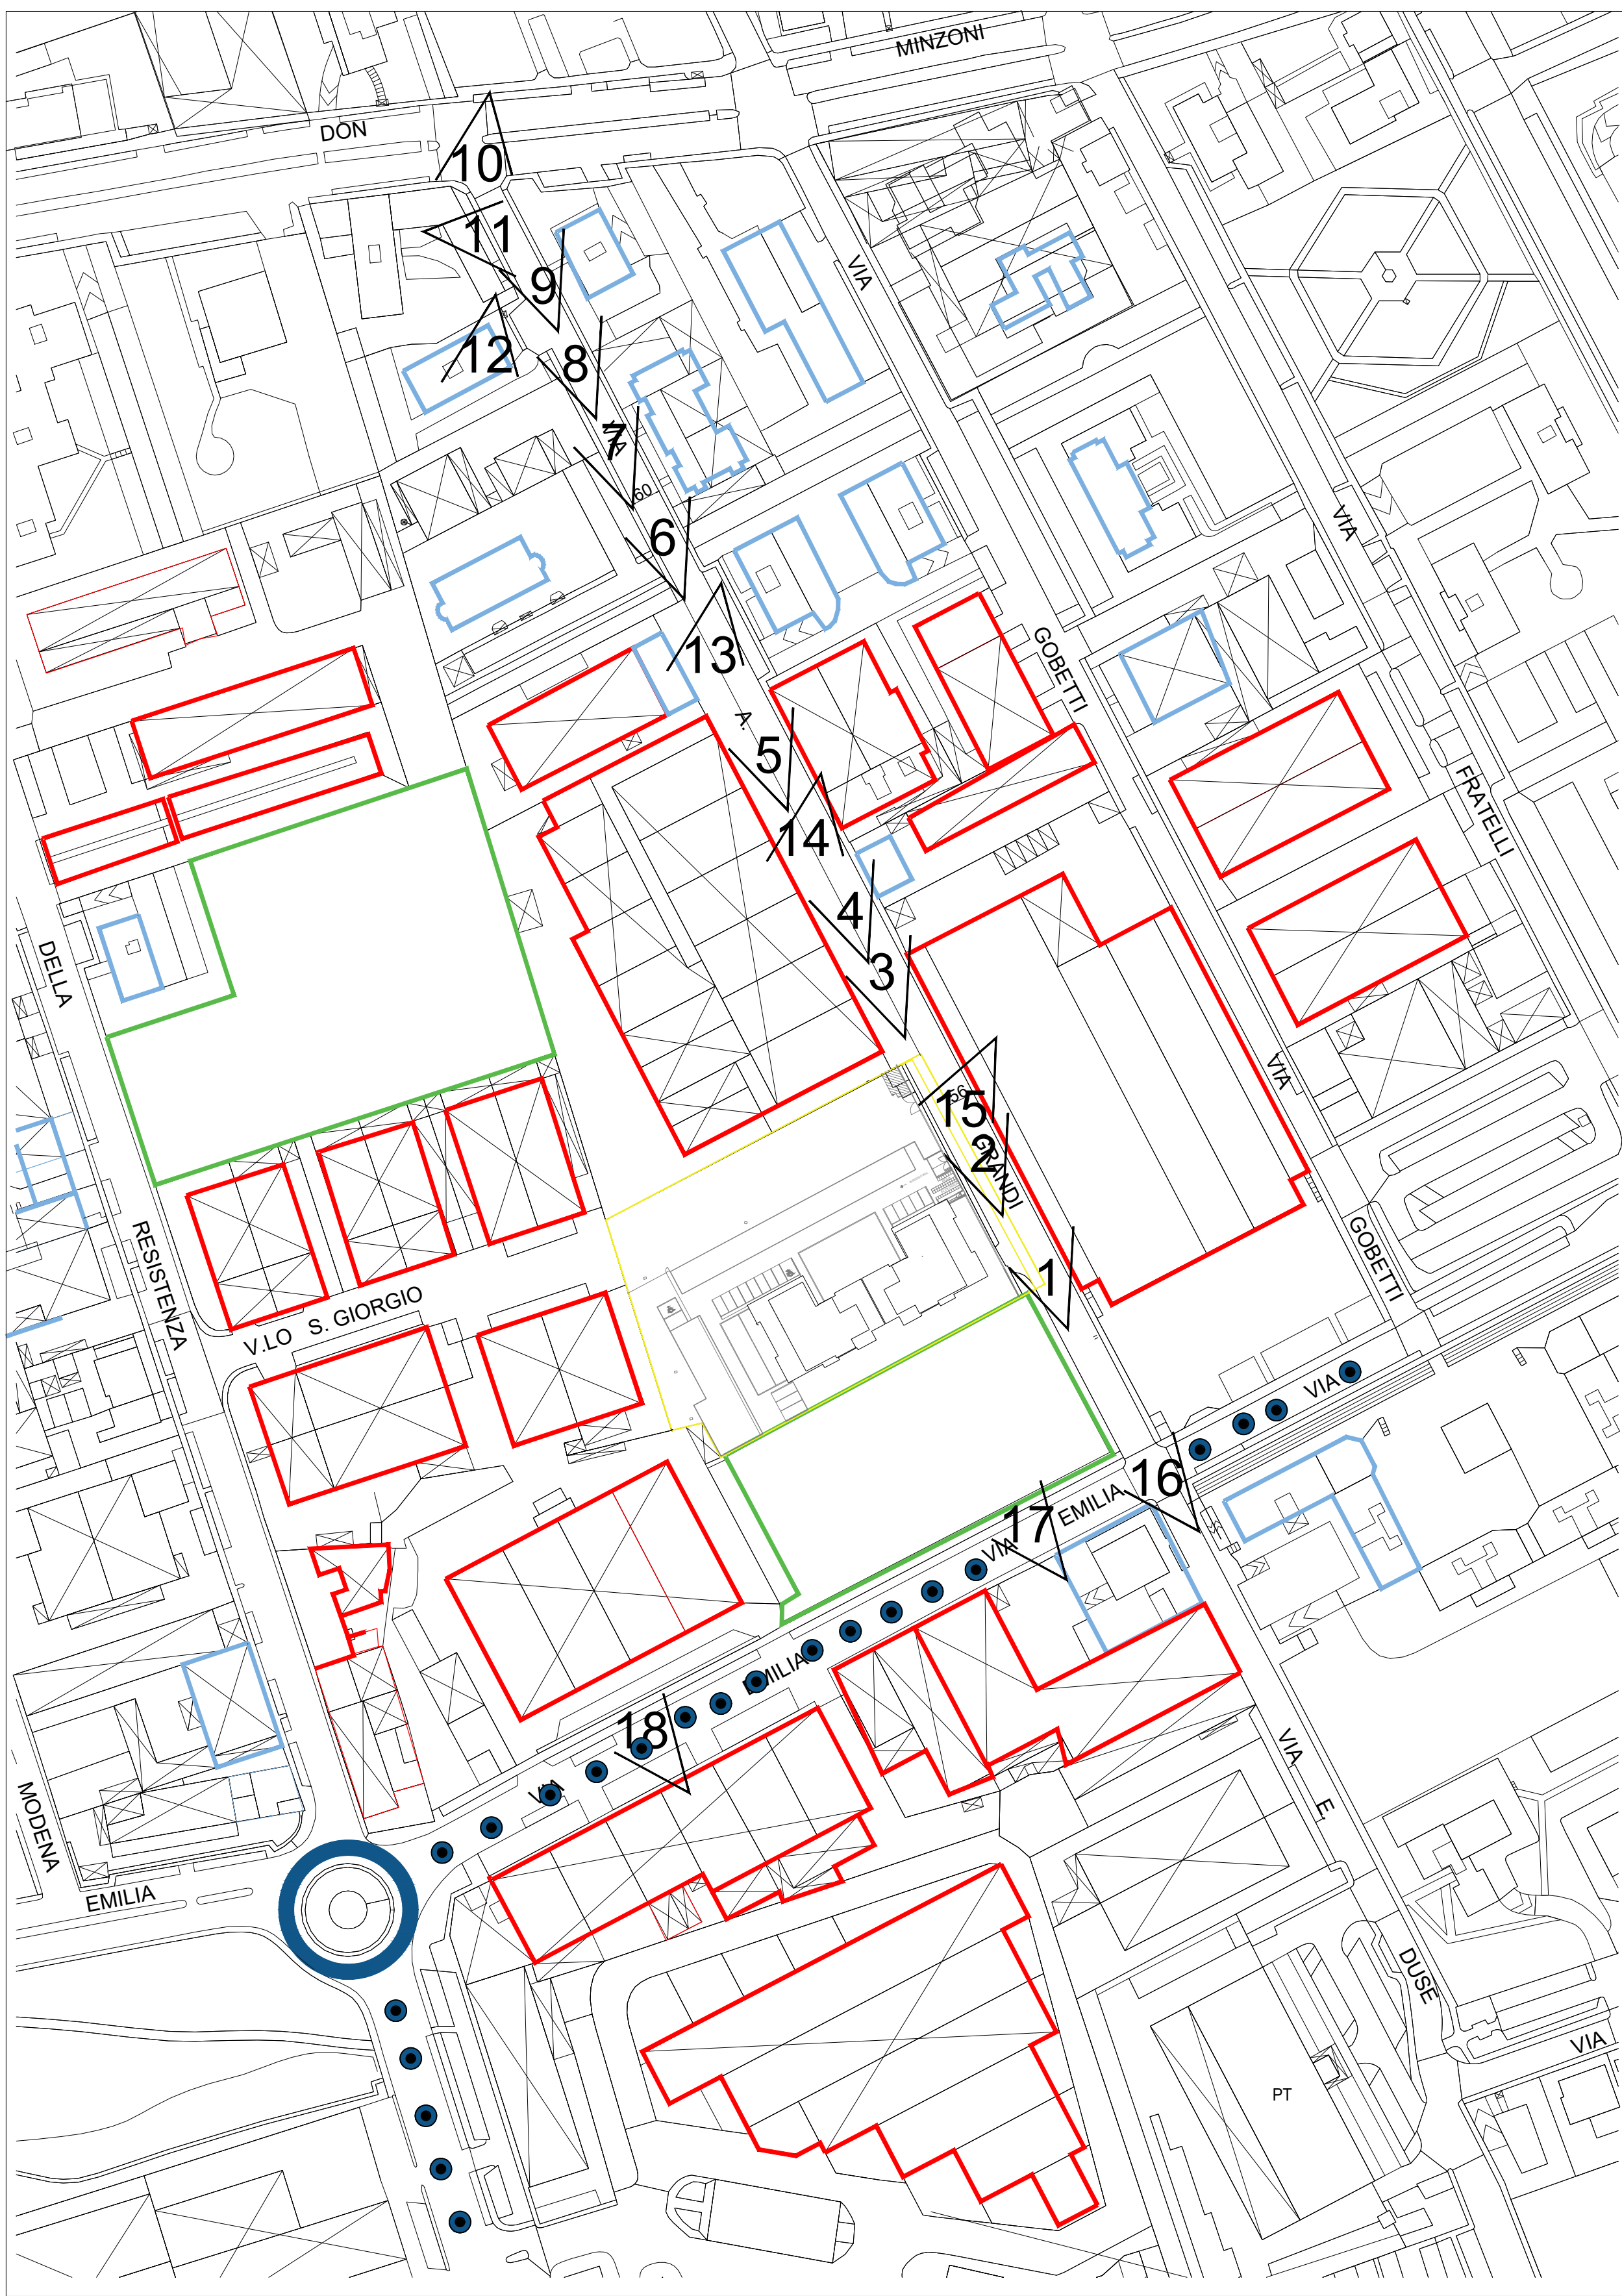 MINZONI
DON
10
11
VIA
9
12
8
VIA
7
60
6
VIA
13
GOBETTI
A.
5
FRATELLI
14
4
DELLA
3
VIA
56
15
2
GRANDI
RESISTENZA
GOBETTI
1
V.LO S. GIORGIO
VIA
16
EMILIA
17
VIA
EMILIA
18
VIA
VIA E.
MODENA
EMILIA
DUSE
VIA
PT